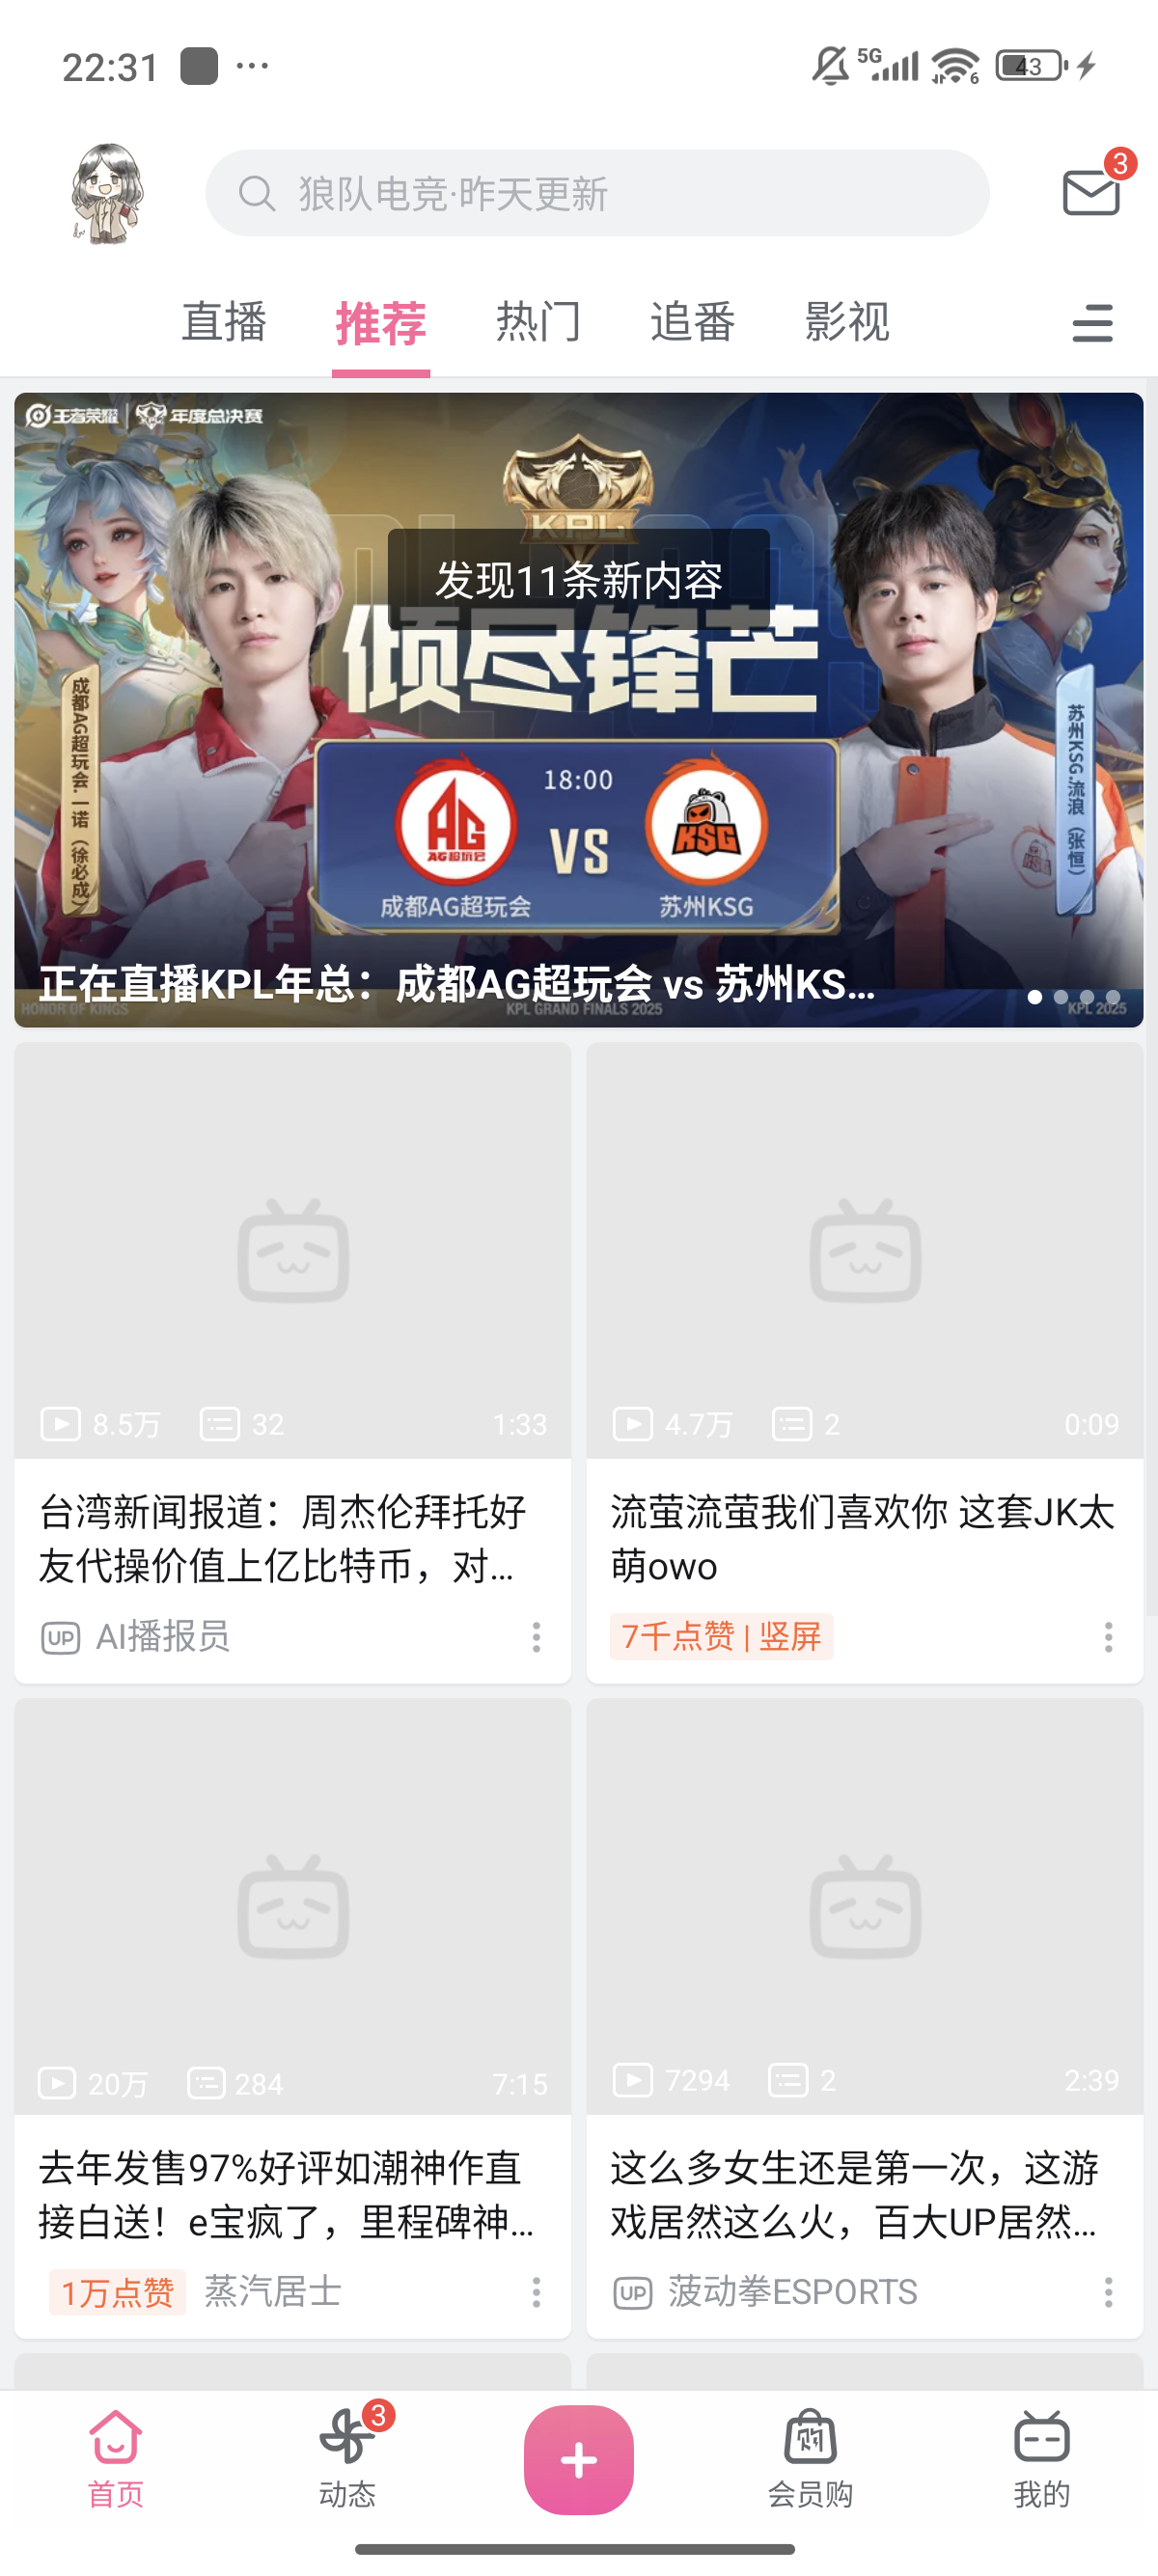 22:31
5G
6
43
狼队电竞·昨天更新
3
直播 推荐 热门 追番 影视
王者荣耀 年度总决赛
KPL
发现11条新内容
倾尽锋芒
成都AG超玩会.一诺（徐必成）
苏州KSG.流浪（张恒）
18:00
AG
AG超玩会
VS
KSG
成都AG超玩会
苏州KSG
正在直播KPL年总：成都AG超玩会 vs 苏州KS...
HONOR OF KINGS
KPL GRAND FINALS 2025
KPL 2025
8.5万 32 1:33
4.7万 2 0:09
台湾新闻报道：周杰伦拜托好
友代操价值上亿比特币，对...
UP AI播报员
流萤流萤我们喜欢你 这套JK太
萌owo
7千点赞 | 竖屏
20万 284 7:15
7294 2 2:39
去年发售97%好评如潮神作直
接白送！e宝疯了，里程碑神...
1万点赞 蒸汽居士
这么多女生还是第一次，这游
戏居然这么火，百大UP居然...
UP 菠动拳ESPORTS
首页
3
动态
购
会员购
我的